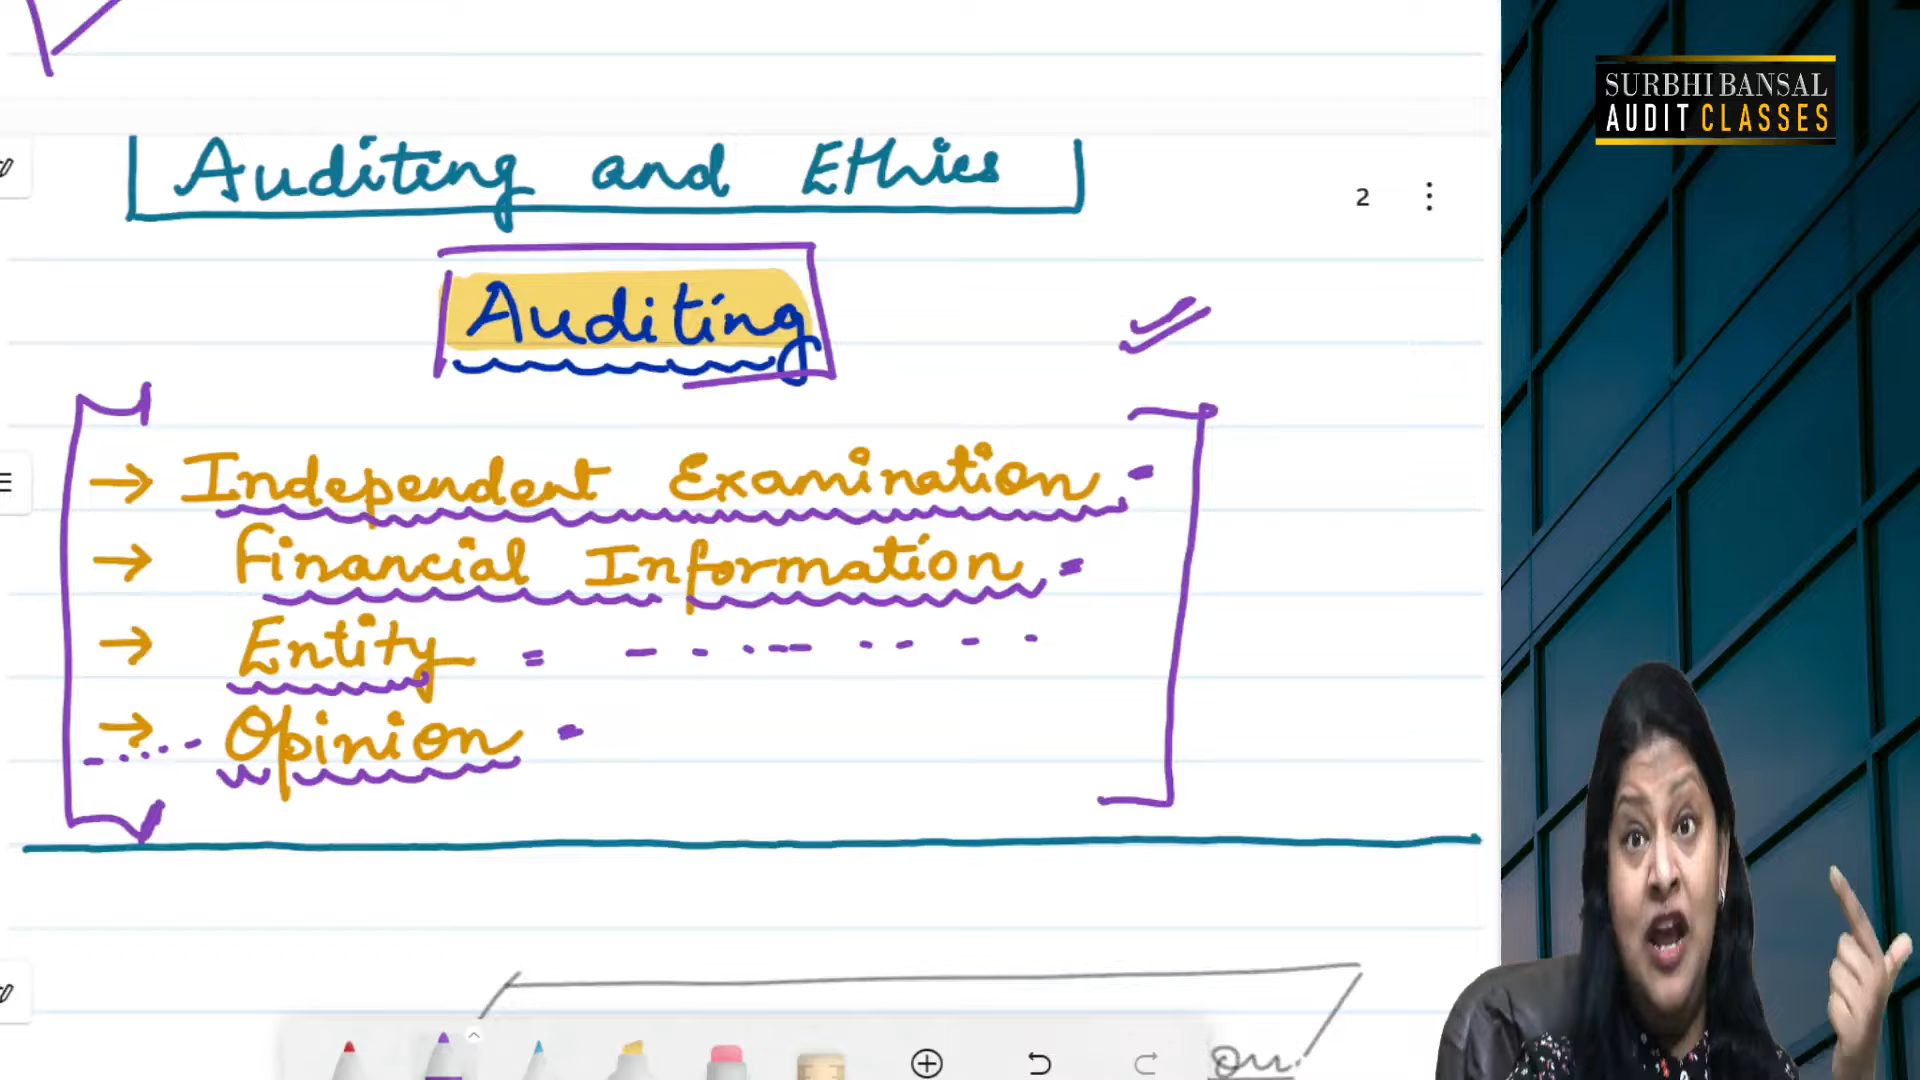 SURBHI BANSAL
AUDIT CLASSES
Auditing and Ethics
2
Auditing
→ Independent Examination
→ Financial Information
→ Entity
→ Opinion